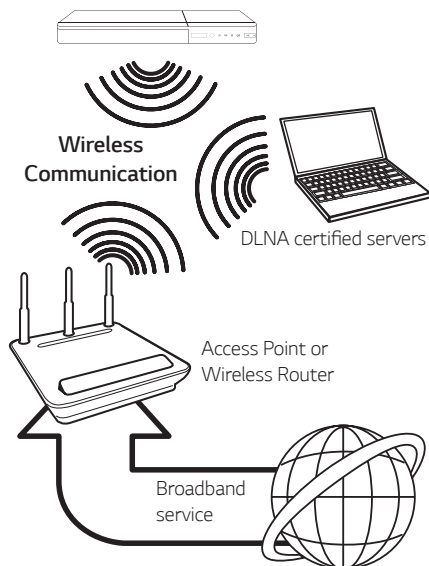 Wireless
Communication
DLNA certified servers
Access Point or
Wireless Router
Broadband
service